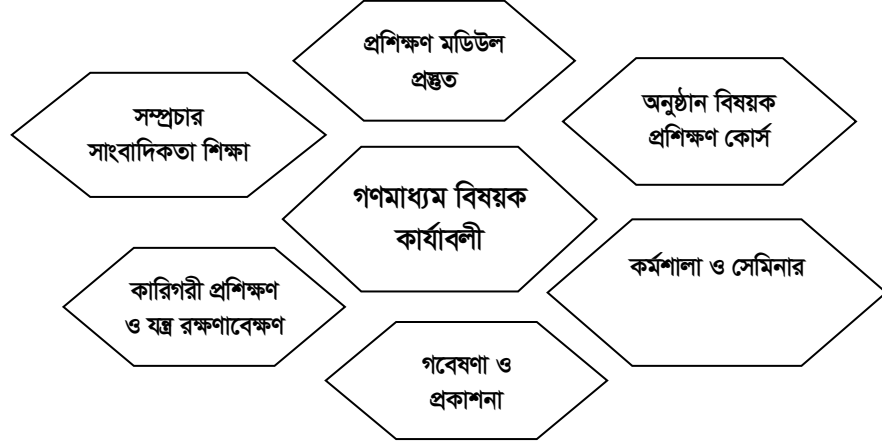 প্রশিক্ষণ মডিউল
প্রস্তুত
সম্প্রচার
সাংবাদিকতা শিক্ষা
অনুষ্ঠান বিষয়ক
প্রশিক্ষণ কোর্স
গণমাধ্যম বিষয়ক
কার্যাবলী
কারিগরী প্রশিক্ষণ
ও যন্ত্র রক্ষণাবেক্ষণ
কর্মশালা ও সেমিনার
গবেষণা ও
প্রকাশনা